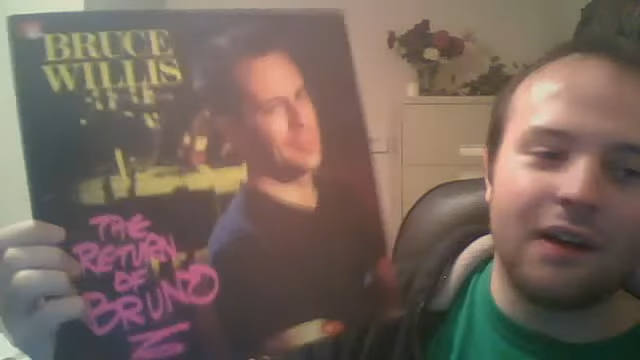 BRUCE
WILLIS
THE
RETURN
OF
BRUNO